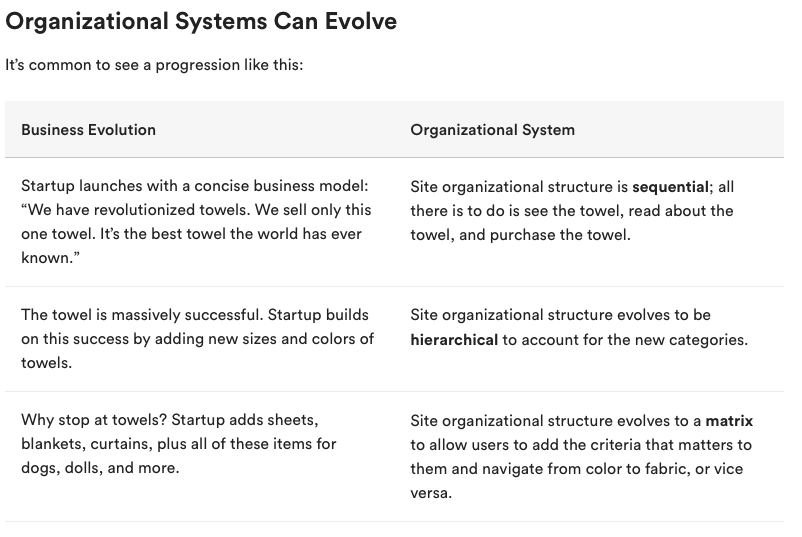 Organizational Systems Can Evolve
It’s common to see a progression like this:
Business Evolution
Organizational System
Startup launches with a concise business model:
“We have revolutionized towels. We sell only this
one towel. It’s the best towel the world has ever
known.”
Site organizational structure is sequential; all
there is to do is see the towel, read about the
towel, and purchase the towel.
The towel is massively successful. Startup builds
on this success by adding new sizes and colors of
towels.
Site organizational structure evolves to be
hierarchical to account for the new categories.
Why stop at towels? Startup adds sheets,
blankets, curtains, plus all of these items for
dogs, dolls, and more.
Site organizational structure evolves to a matrix
to allow users to add the criteria that matters to
them and navigate from color to fabric, or vice
versa.